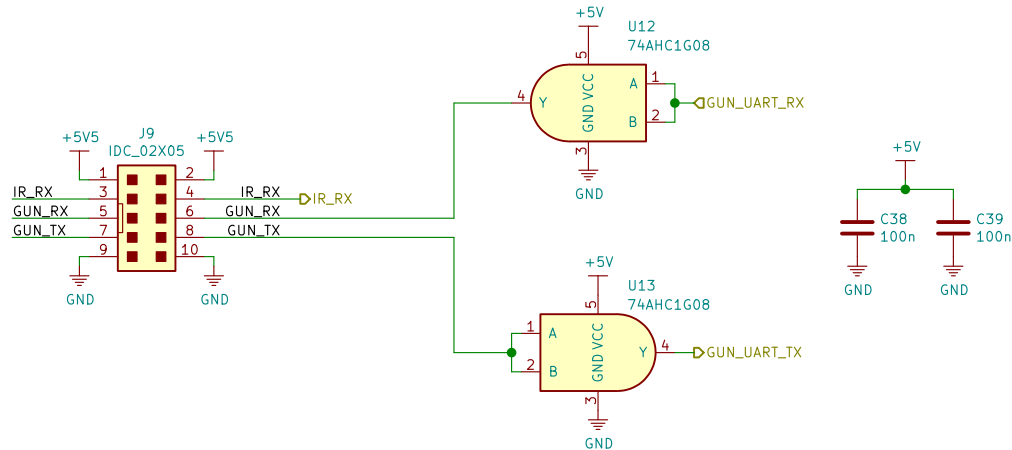 +5V
U12
74AHC1G08
5
VCC
4
Y
A
1
B
2
GND
3
GND
GUN_UART_RX
+5V5
J9
+5V5
IDC_02X05
1
2
IR_RX
3
4
IR_RX
IR_RX
GUN_RX
5
6
GUN_RX
GUN_TX
7
8
GUN_TX
9
10
GND
GND
+5V
C38
100n
C39
100n
GND
GND
+5V
U13
74AHC1G08
5
VCC
1
A
2
B
Y
4
GND
3
GND
GUN_UART_TX